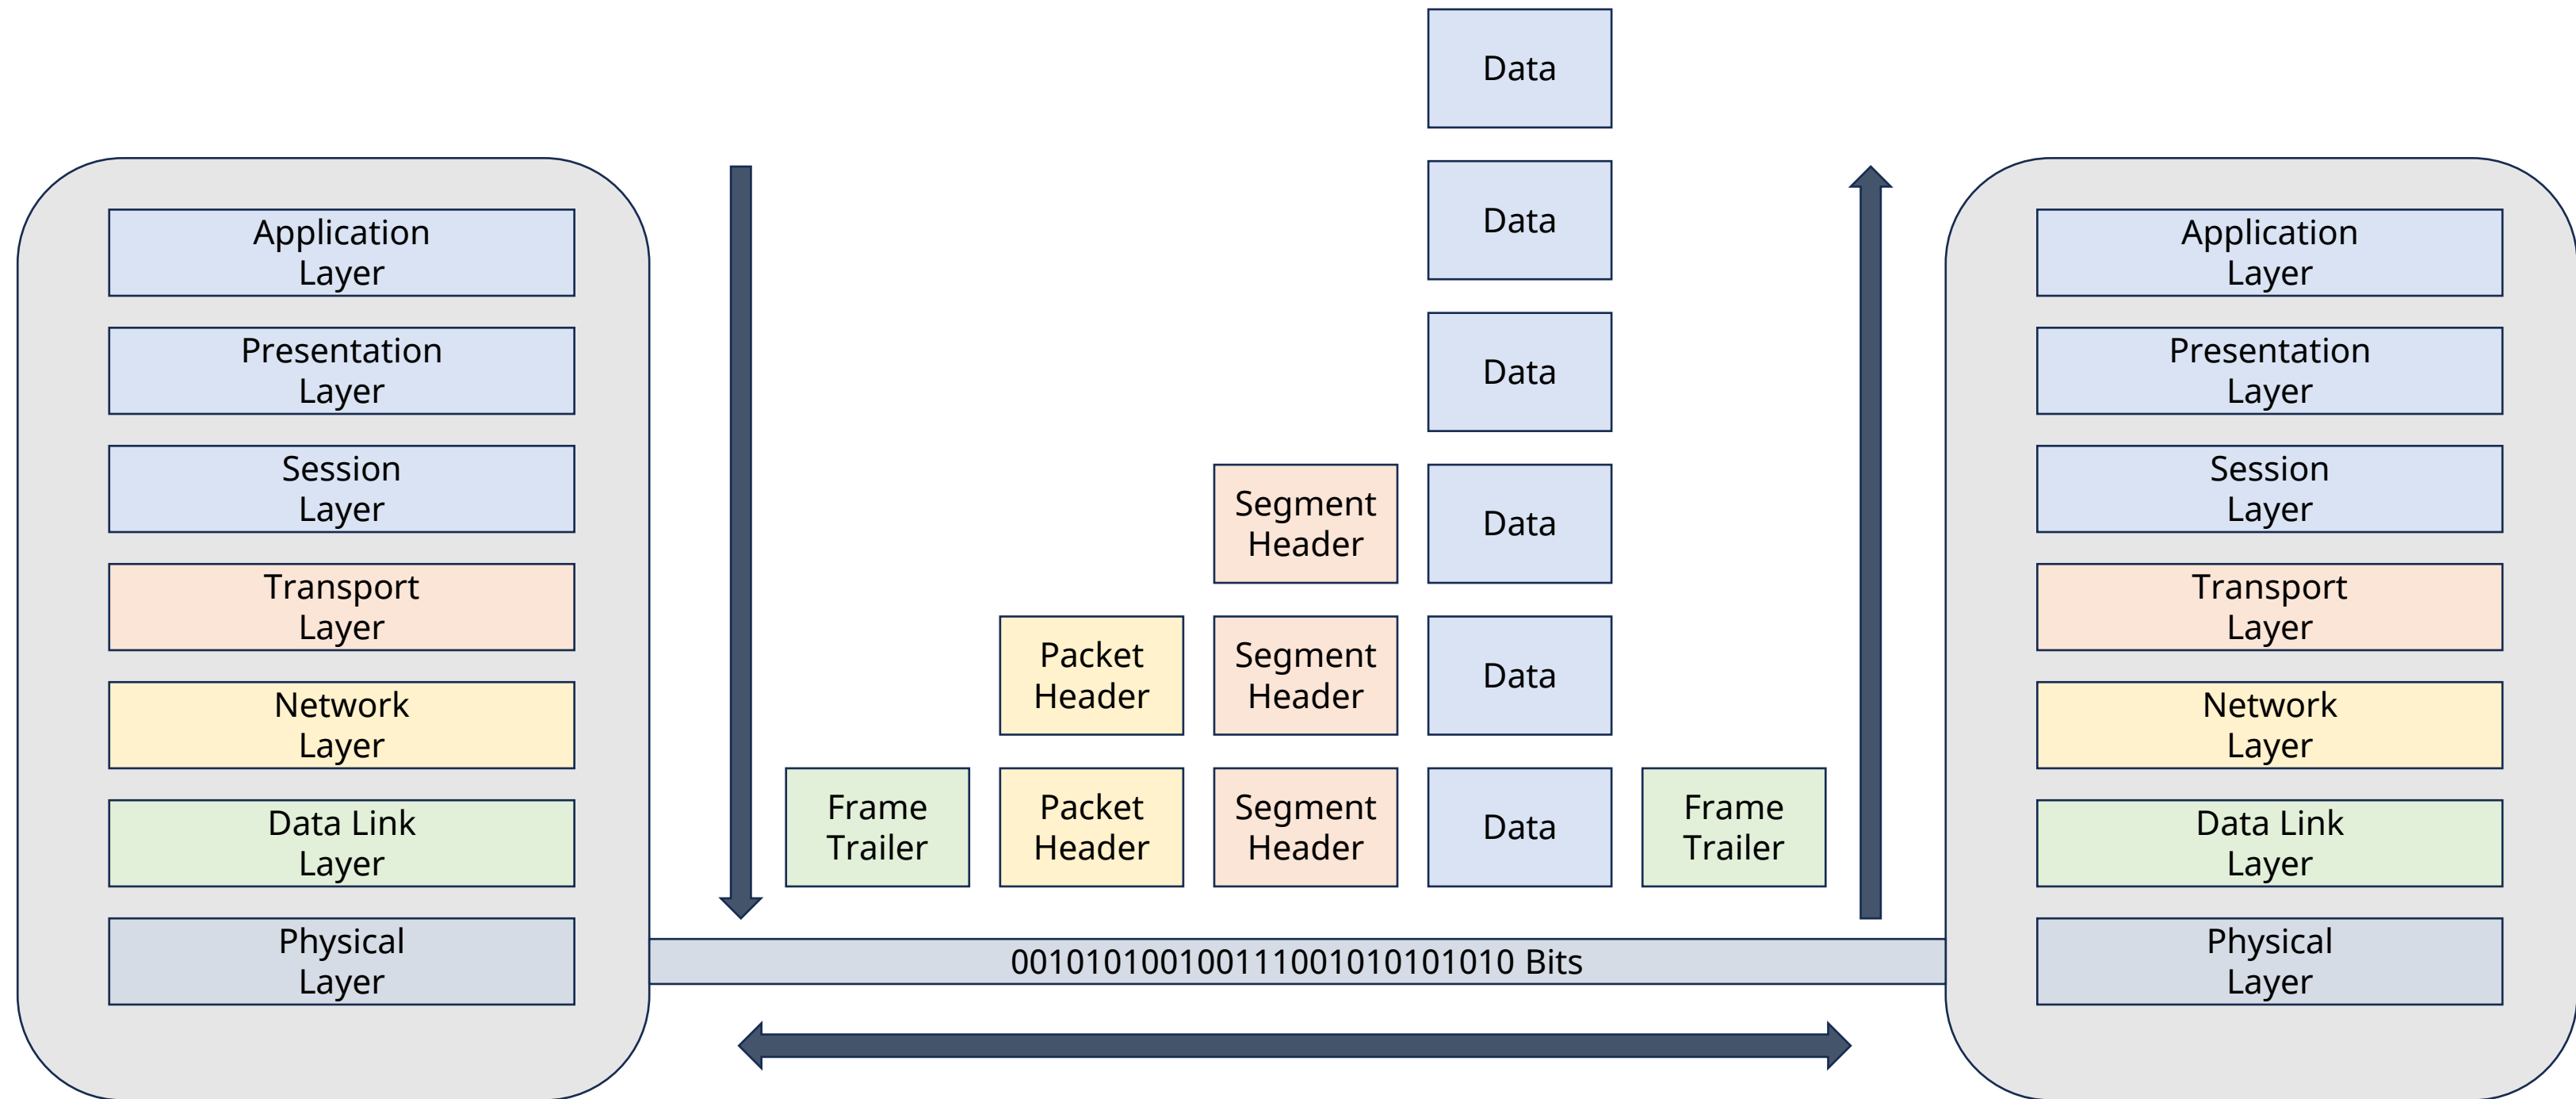 Data
Data
Data
Segment
Header
Data
Packet
Header
Segment
Header
Data
Frame
Trailer
Packet
Header
Segment
Header
Data
Frame
Trailer
Application
Layer
Presentation
Layer
Session
Layer
Transport
Layer
Network
Layer
Data Link
Layer
Physical
Layer
001010100100111001010101010 Bits
Application
Layer
Presentation
Layer
Session
Layer
Transport
Layer
Network
Layer
Data Link
Layer
Physical
Layer